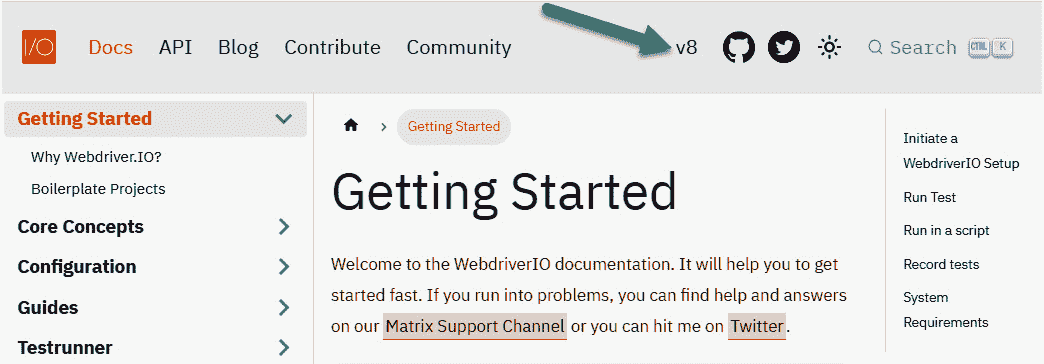 I/O Docs API Blog Contribute Community v8 Search CTRL K
Getting Started
Why Webdriver.IO?
Boilerplate Projects
Core Concepts
Configuration
Guides
Testrunner
Getting Started
Getting Started
Welcome to the WebdriverIO documentation. It will help you to get
started fast. If you run into problems, you can find help and answers
on our Matrix Support Channel or you can hit me on Twitter.
Initiate a
WebdriverIO Setup
Run Test
Run in a script
Record tests
System
Requirements